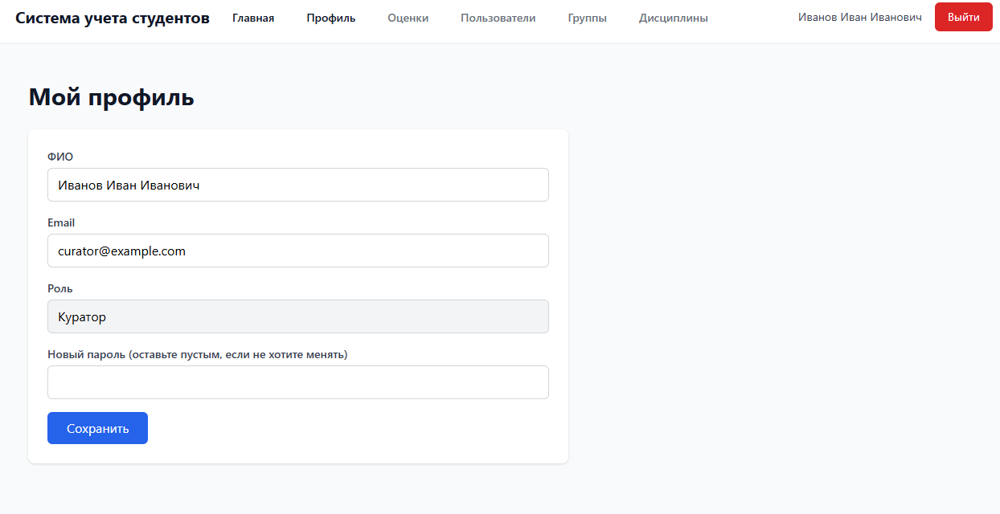 Система учета студентов Главная Профиль Оценки Пользователи Группы Дисциплины Иванов Иван Иванович Выйти
Мой профиль
ФИО
Иванов Иван Иванович
Email
curator@example.com
Роль
Куратор
Новый пароль (оставьте пустым, если не хотите менять)
Сохранить